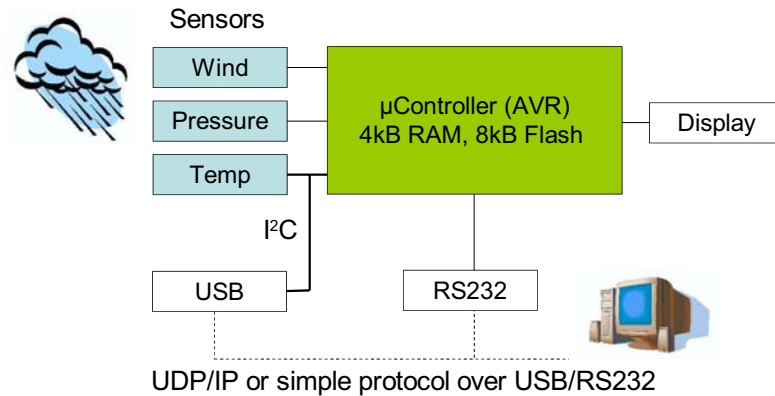 Sensors
Wind
Pressure
Temp
µController (AVR)
4kB RAM, 8kB Flash
Display
I²C
USB
RS232
UDP/IP or simple protocol over USB/RS232